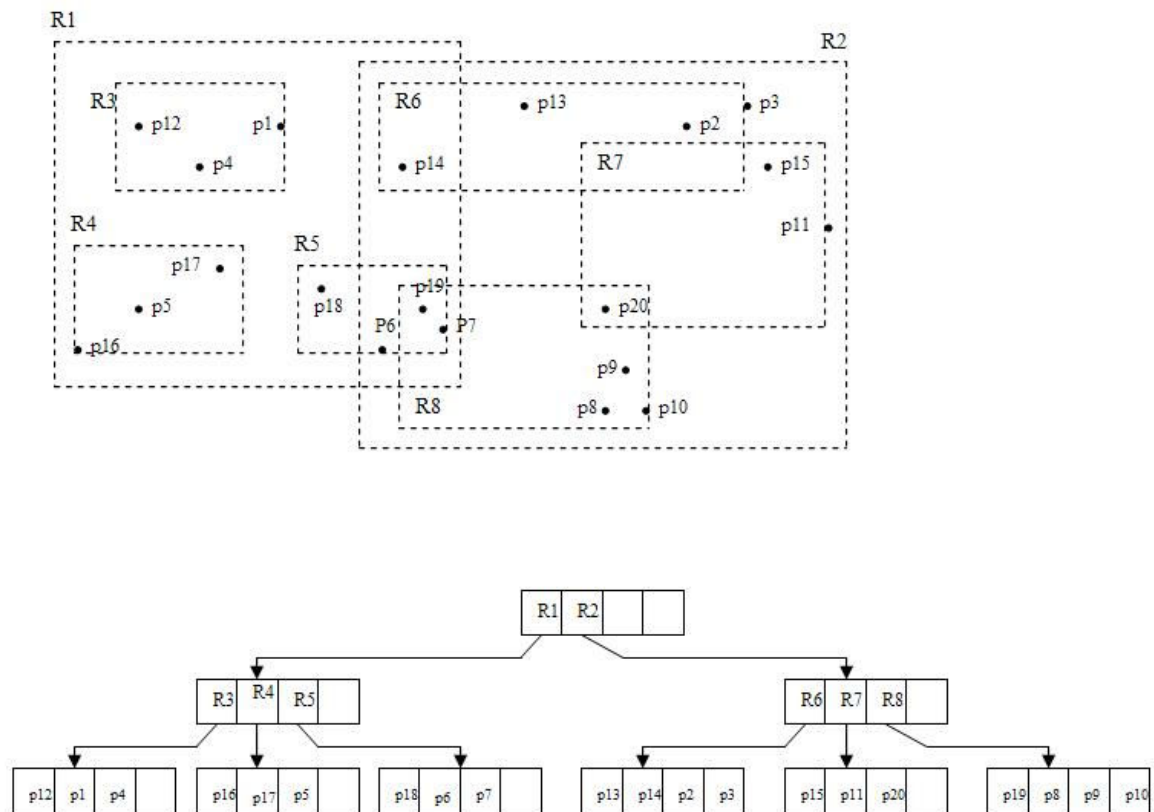 R1
R2
R3
R6
p13
p3
p12
p1
p2
p4
p14
R7
p15
R4
p11
R5
p17
p19
p5
p18
p20
P6
P7
p16
p9
R8
p8
p10
R1 R2
R3 R4 R5
R6 R7 R8
p12 p1 p4
p16 p17 p5
p18 p6 p7
p13 p14 p2 p3
p15 p11 p20
p19 p8 p9 p10